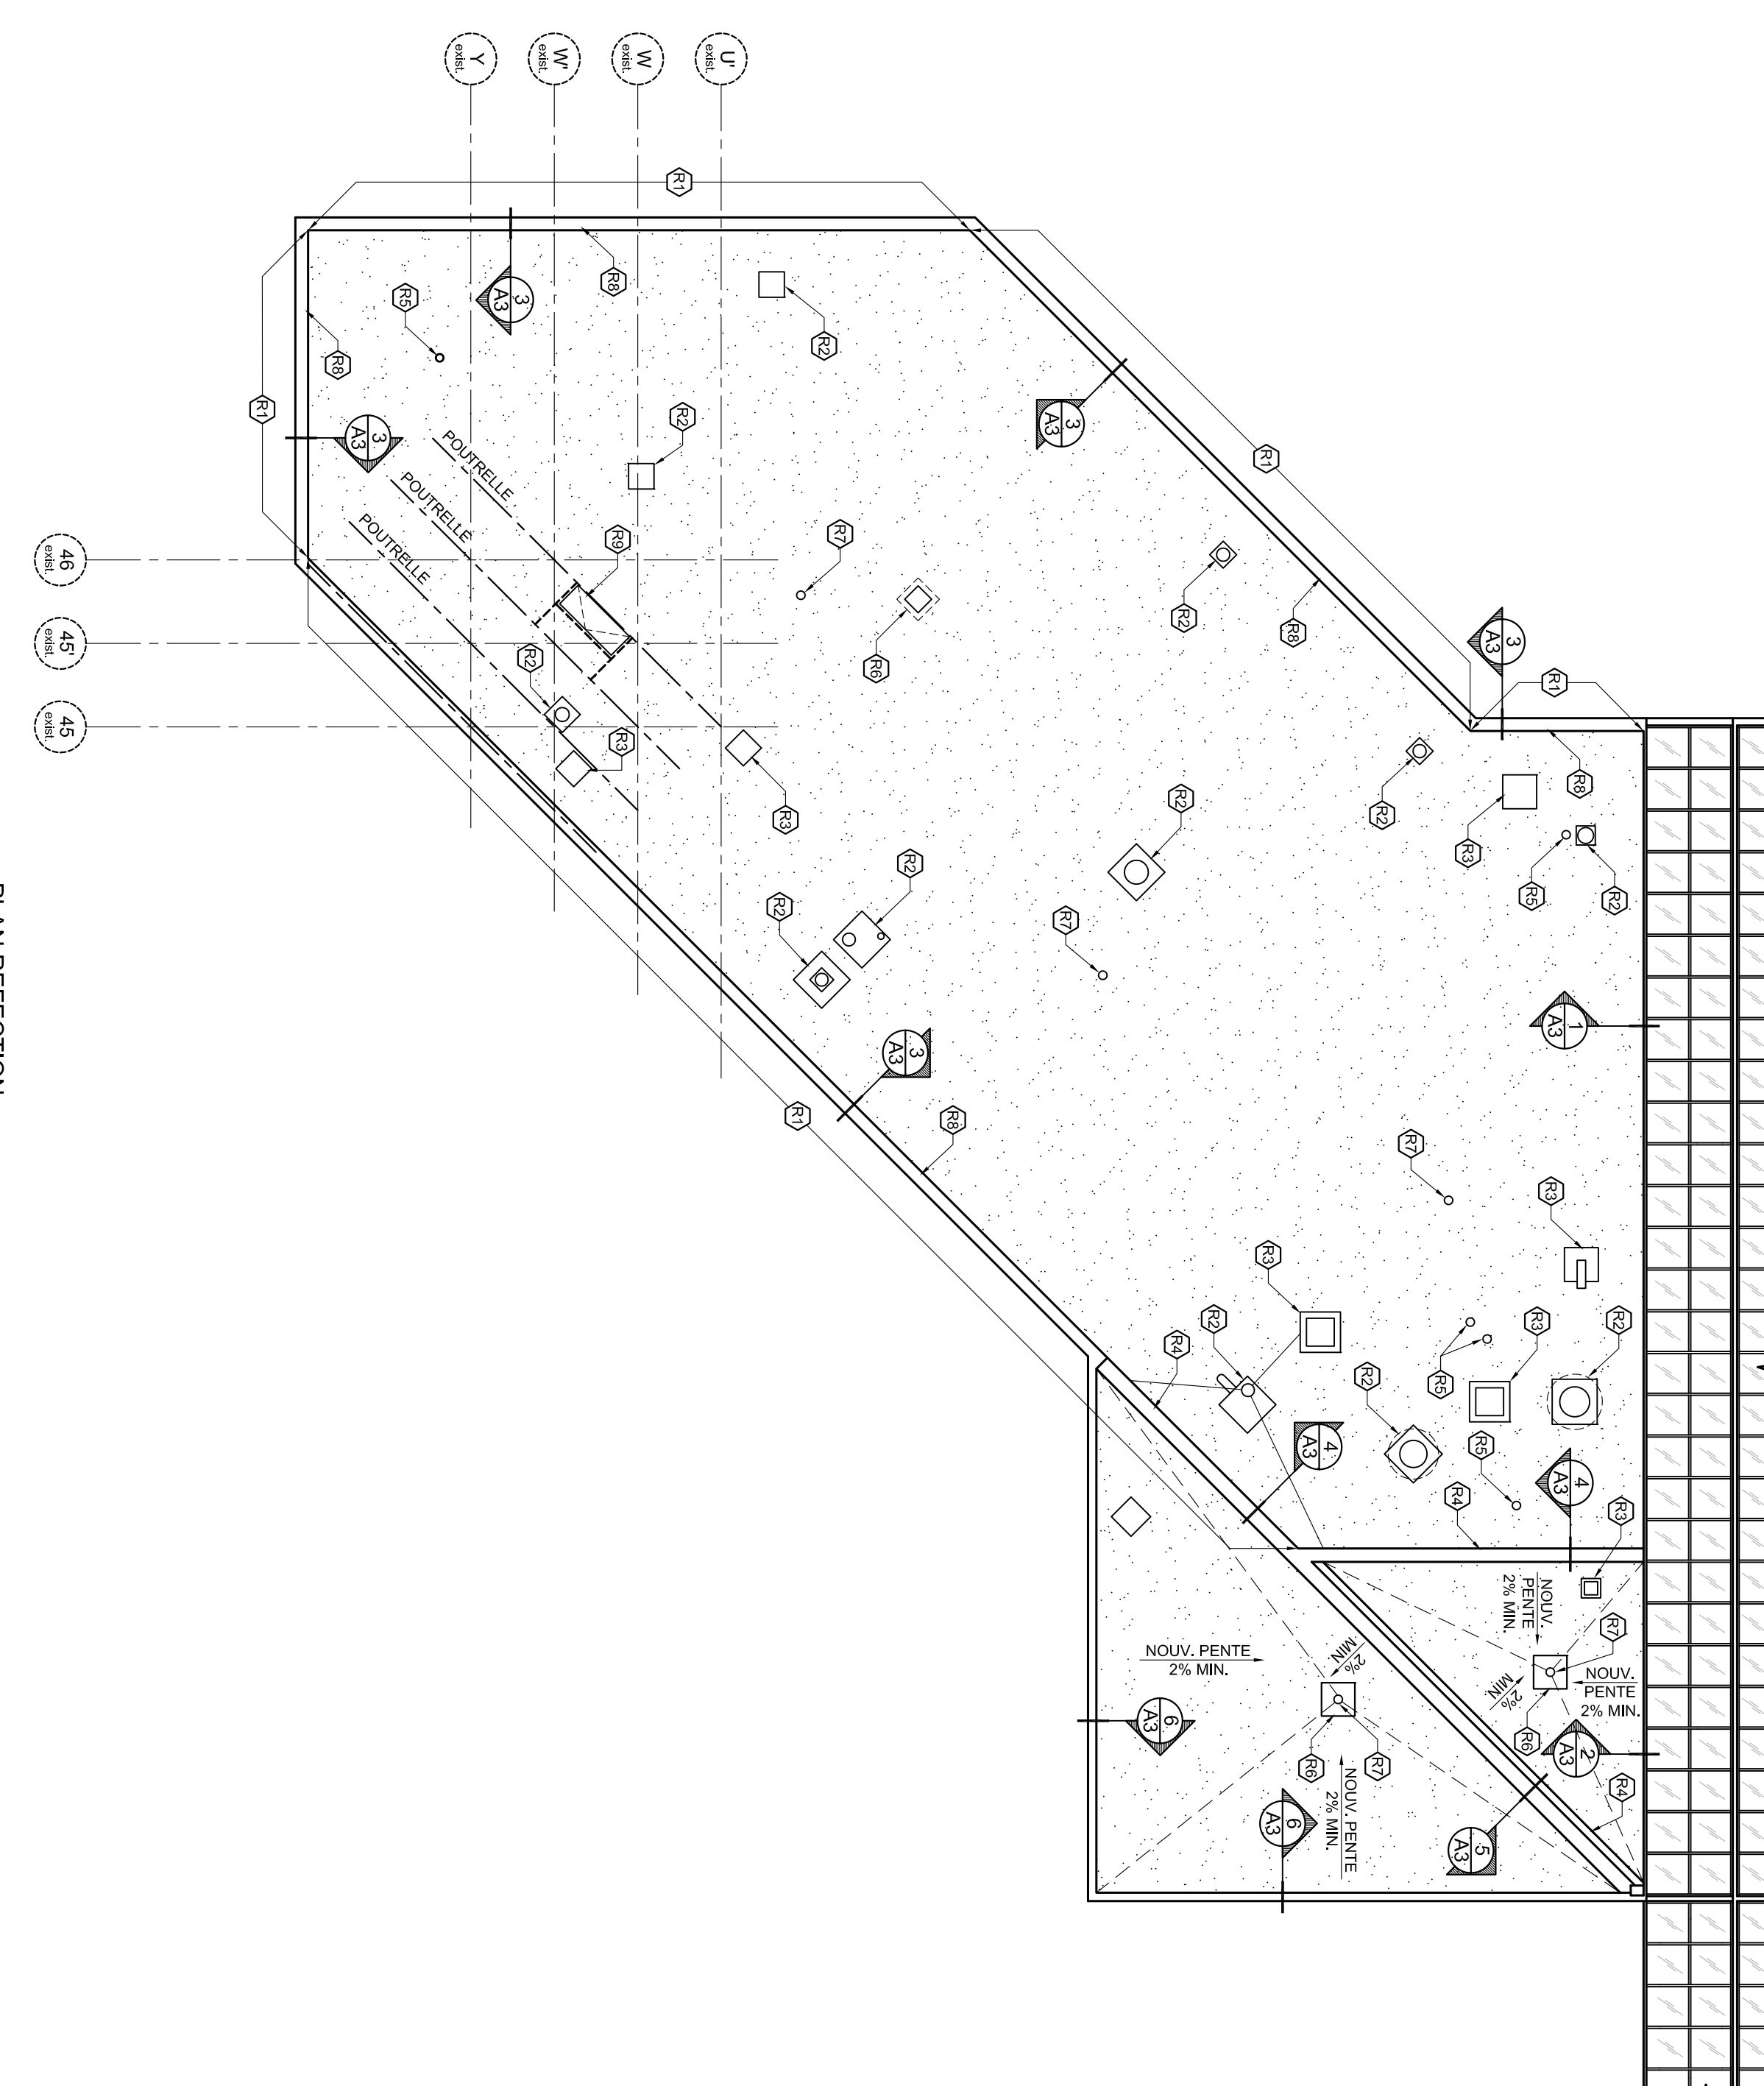 U'
exist.
W
exist.
W'
exist.
Y
exist.
R1
R8
3
A3
R5
R2
R8
R1
3
A3
R2
3
A3
R1
POUTRELLE
POUTRELLE
POUTRELLE
R9
R7
R6
R2
R8
3
A3
R1
46
exist.
45'
exist.
45
exist.
R2
R3
R3
R2
R2
R3
R8
R5
R2
R2
R2
R7
1
A3
3
A3
R8
R1
R7
R3
R3
R2
R4
R2
R5
R3
R2
R5
4
A3
4
A3
R4
R3
NOUV.
PENTE
2% MIN.
R7
NOUV.
PENTE
2% MIN.
2%
MIN
R6
2
A3
R4
NOUV. PENTE
2% MIN.
2%
MIN
6
A3
R6
R7
NOUV. PENTE
2% MIN.
6
A3
5
A3